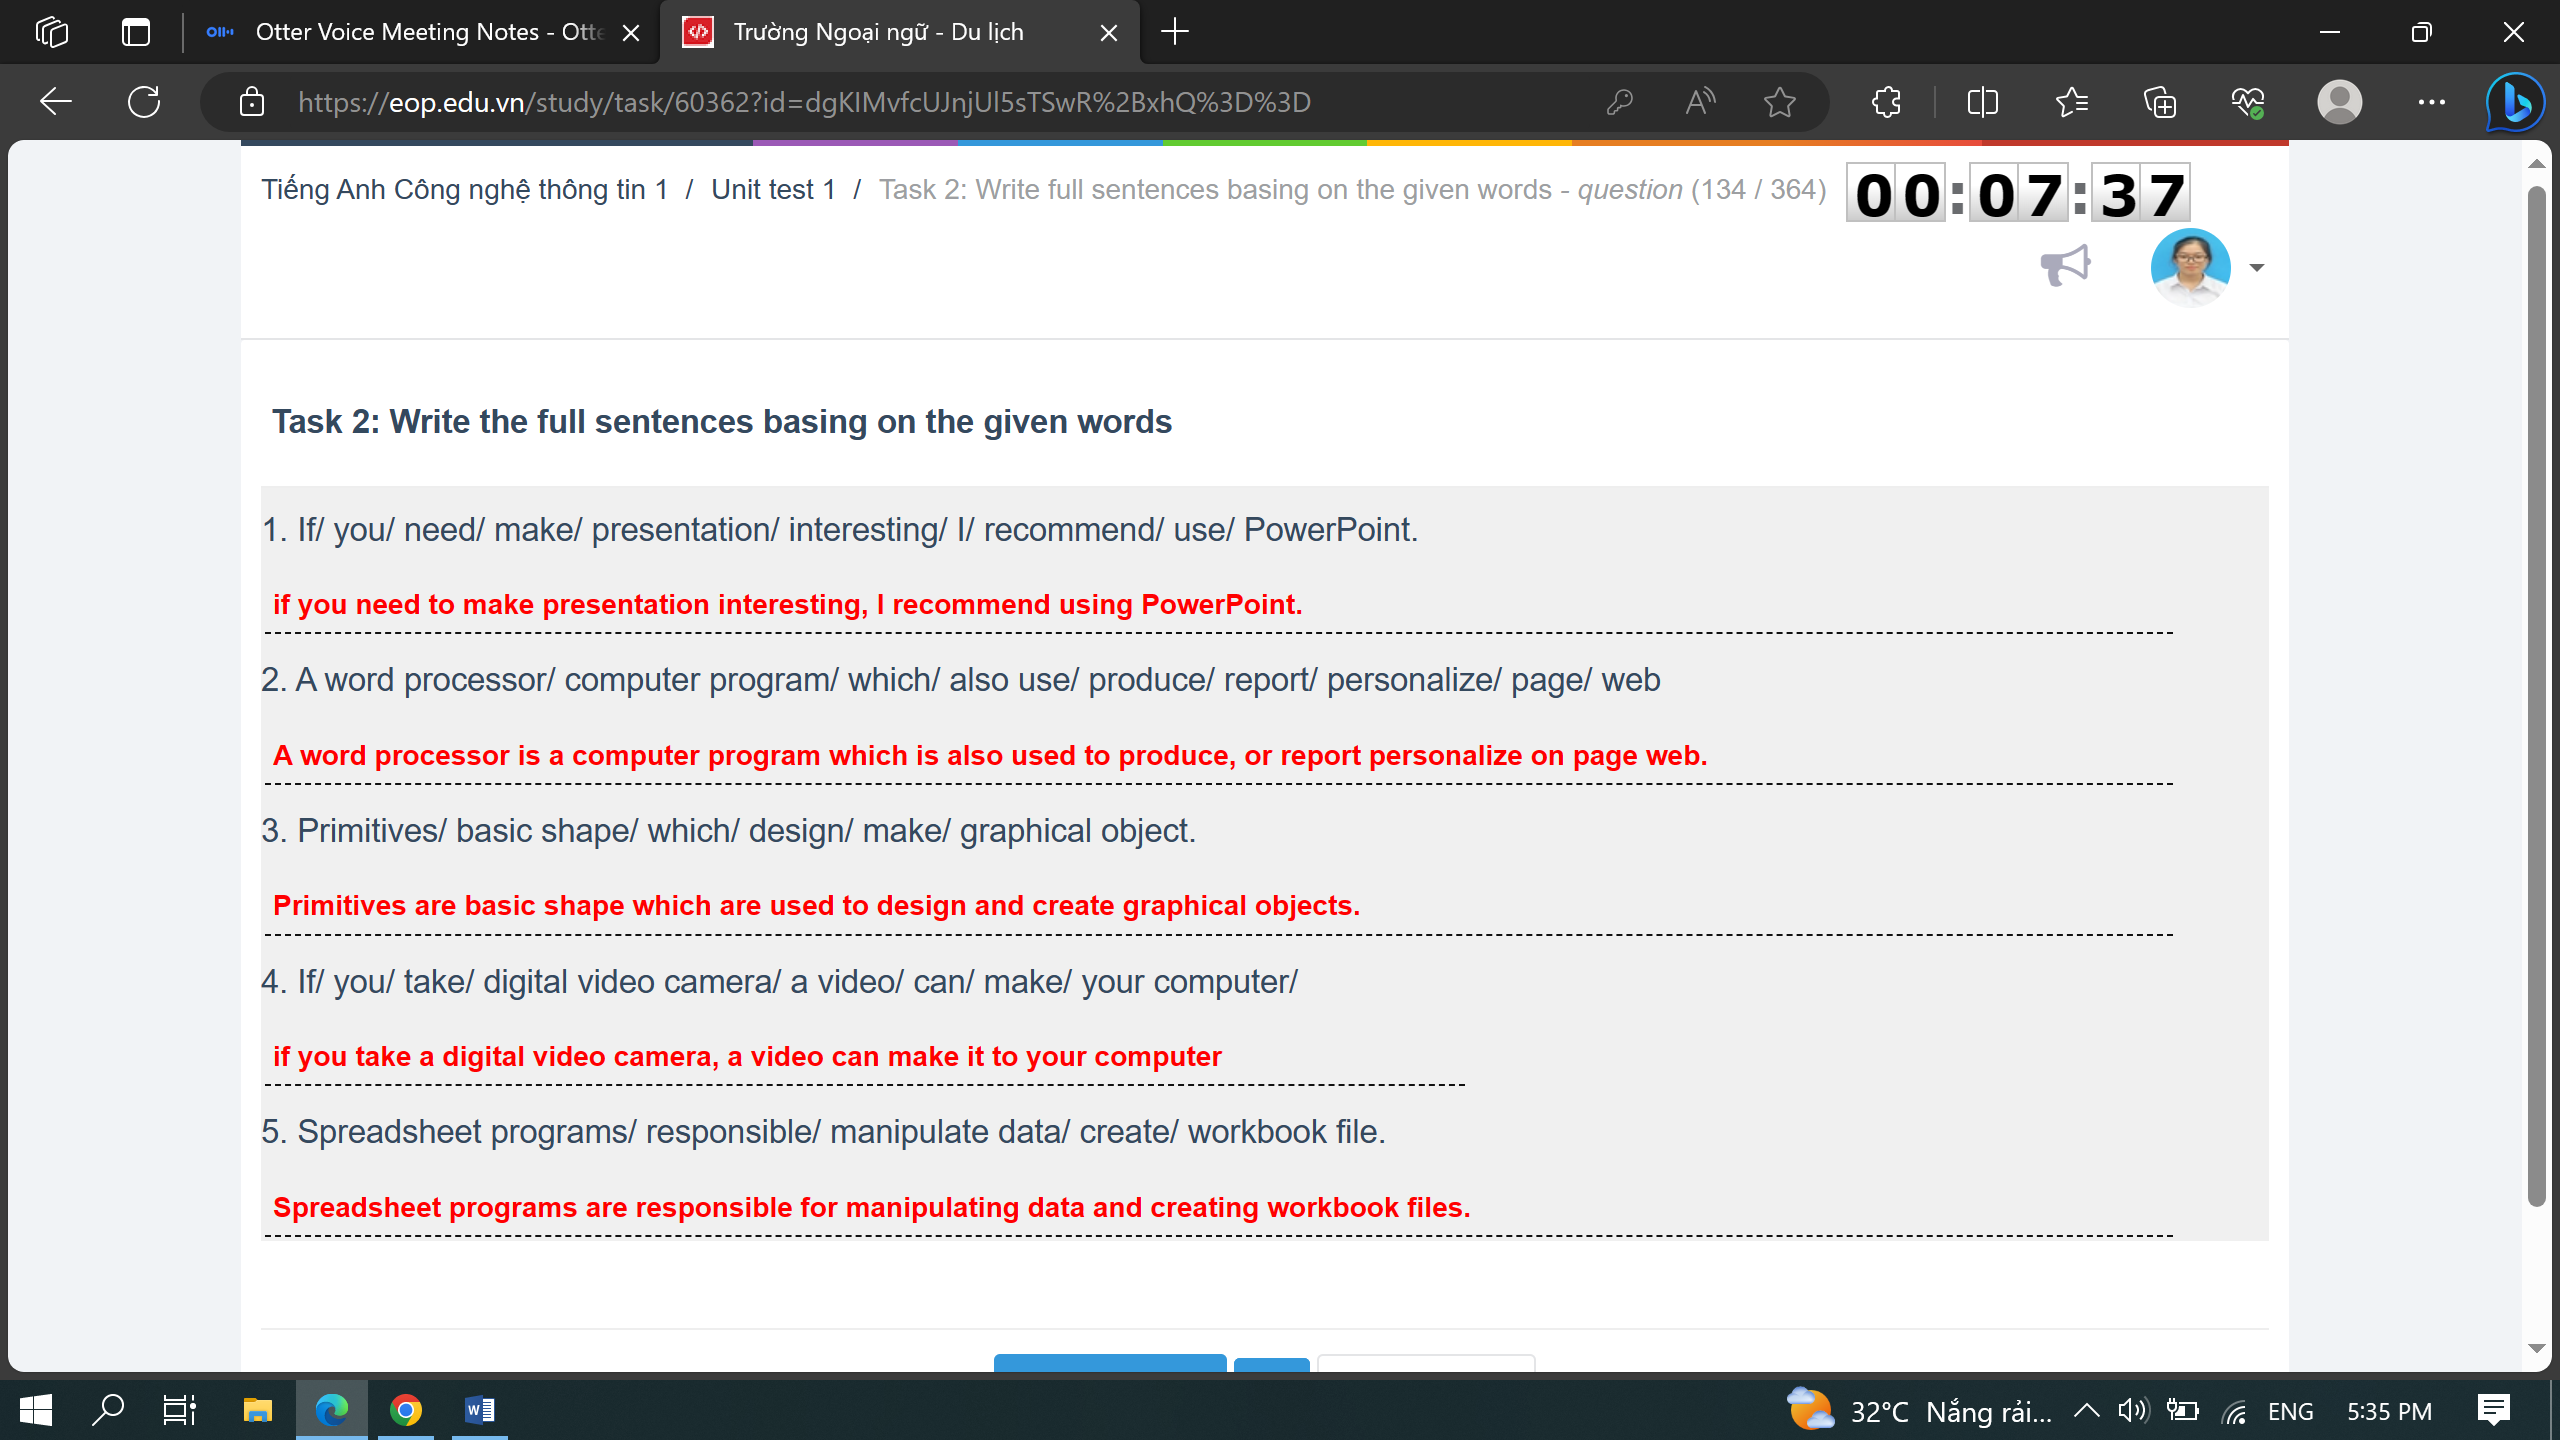 Otter Voice Meeting Notes - Otte
Trường Ngoại ngữ - Du lịch
https://eop.edu.vn/study/task/60362?id=dgKIMvfcUJnjUl5sTSwR%2BxhQ%3D%3D
Tiếng Anh Công nghệ thông tin 1 / Unit test 1 / Task 2: Write full sentences basing on the given words - question (134 / 364) 00:07:37
Task 2: Write the full sentences basing on the given words
1. If/ you/ need/ make/ presentation/ interesting/ I/ recommend/ use/ PowerPoint.
if you need to make presentation interesting, I recommend using PowerPoint.
2. A word processor/ computer program/ which/ also use/ produce/ report/ personalize/ page/ web
A word processor is a computer program which is also used to produce, or report personalize on page web.
3. Primitives/ basic shape/ which/ design/ make/ graphical object.
Primitives are basic shape which are used to design and create graphical objects.
4. If/ you/ take/ digital video camera/ a video/ can/ make/ your computer/
if you take a digital video camera, a video can make it to your computer
5. Spreadsheet programs/ responsible/ manipulate data/ create/ workbook file.
Spreadsheet programs are responsible for manipulating data and creating workbook files.
32°C Nắng rải... ENG 5:35 PM